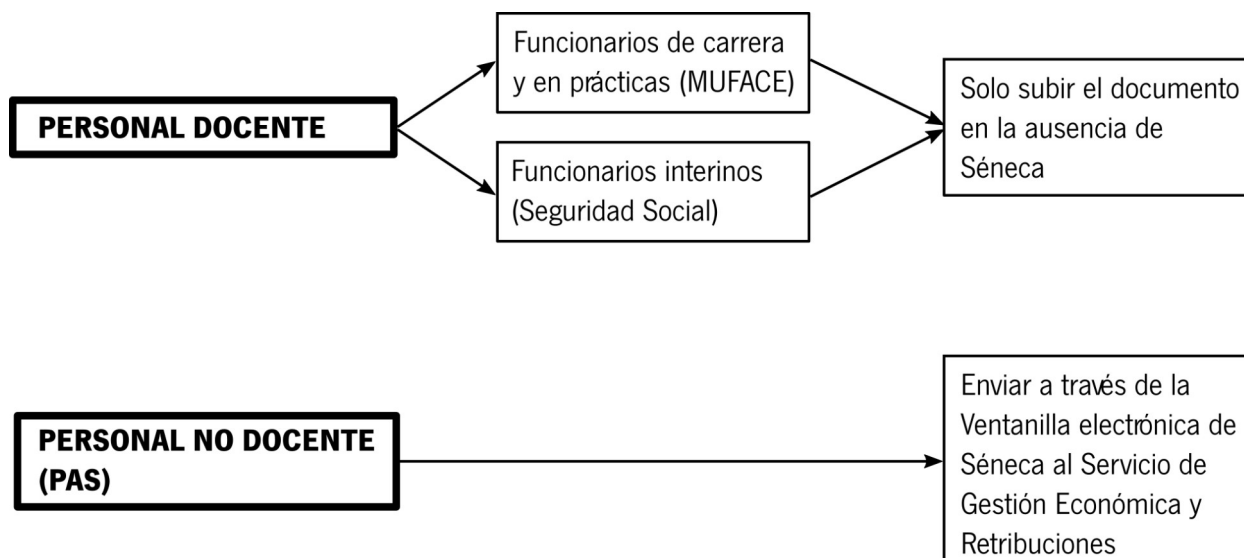 PERSONAL DOCENTE
Funcionarios de carrera
y en prácticas (MUFACE)
Funcionarios interinos
(Seguridad Social)
Solo subir el documento
en la ausencia de
Séneca
PERSONAL NO DOCENTE
(PAS)
Enviar a través de la
Ventanilla electrónica de
Séneca al Servicio de
Gestión Económica y
Retribuciones